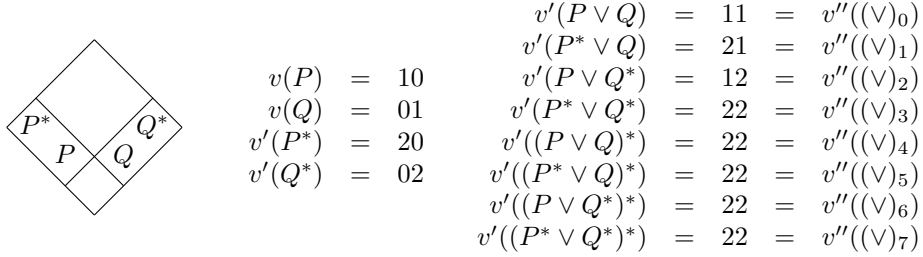 P* Q*
P Q
v(P) = 10
v(Q) = 01
v′(P*) = 20
v′(Q*) = 02
v′(P ∨ Q) = 11 = v′′((∨)₀)
v′(P* ∨ Q) = 21 = v′′((∨)₁)
v′(P ∨ Q*) = 12 = v′′((∨)₂)
v′(P* ∨ Q*) = 22 = v′′((∨)₃)
v′((P ∨ Q)*) = 22 = v′′((∨)₄)
v′((P* ∨ Q)*) = 22 = v′′((∨)₅)
v′((P ∨ Q*)*) = 22 = v′′((∨)₆)
v′((P* ∨ Q*)*) = 22 = v′′((∨)₇)